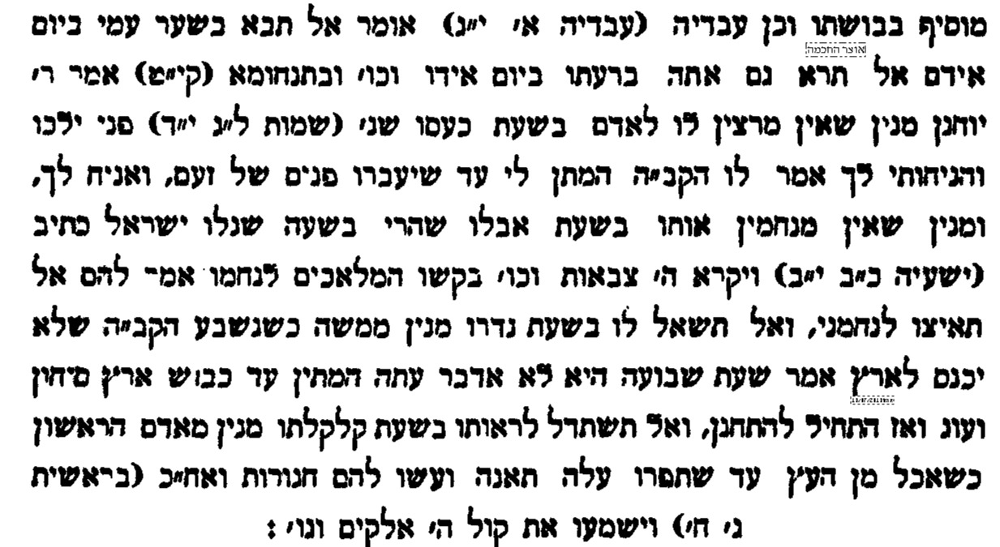 מוסיף בבושתו וכן עבדיה (עבדיה א׳ י״ג) אומר אל תבא בשער עמי ביום
אוצר החכמה
אידם אל תרא גם אתה ברעתו ביום אידו וכו׳ ובתנחומא (קי״ט) אמר ר׳
יוחנן מנין שאין מרצין לו לאדם בשעת כעסו שנ׳ (שמות ל״ג י״ד) פני ילכו
והניחותי לך אמר לו הקב״ה המתן לי עד שיעברו פנים של זעם, ואניח לך,
ומנין שאין מנחמין אותו בשעת אבלו שהרי בשעה שגלו ישראל כתיב
(ישעיה כ״ב י״ב) ויקרא ה׳ צבאות וכו׳ בקשו המלאכים לנחמו אמר להם אל
תאיצו לנחמני, ואל תשאל לו בשעת נדרו מנין ממשה כשנשבע הקב״ה שלא
יכנם לארץ אמר שעת שבועה היא לא אדבר עתה המתין עד כבוש ארץ סיחון
ועוג ואז התחיל להתחנן, ואל תשתדל לראותו בשעת קלקלתו מנין מאדם הראשון
כשאכל מן העץ עד שתפרו עלה תאנה ועשו להם חגורות ואח״כ (בראשית
ג׳ ח׳) וישמעו את קול ה׳ אלקים וגו׳ :